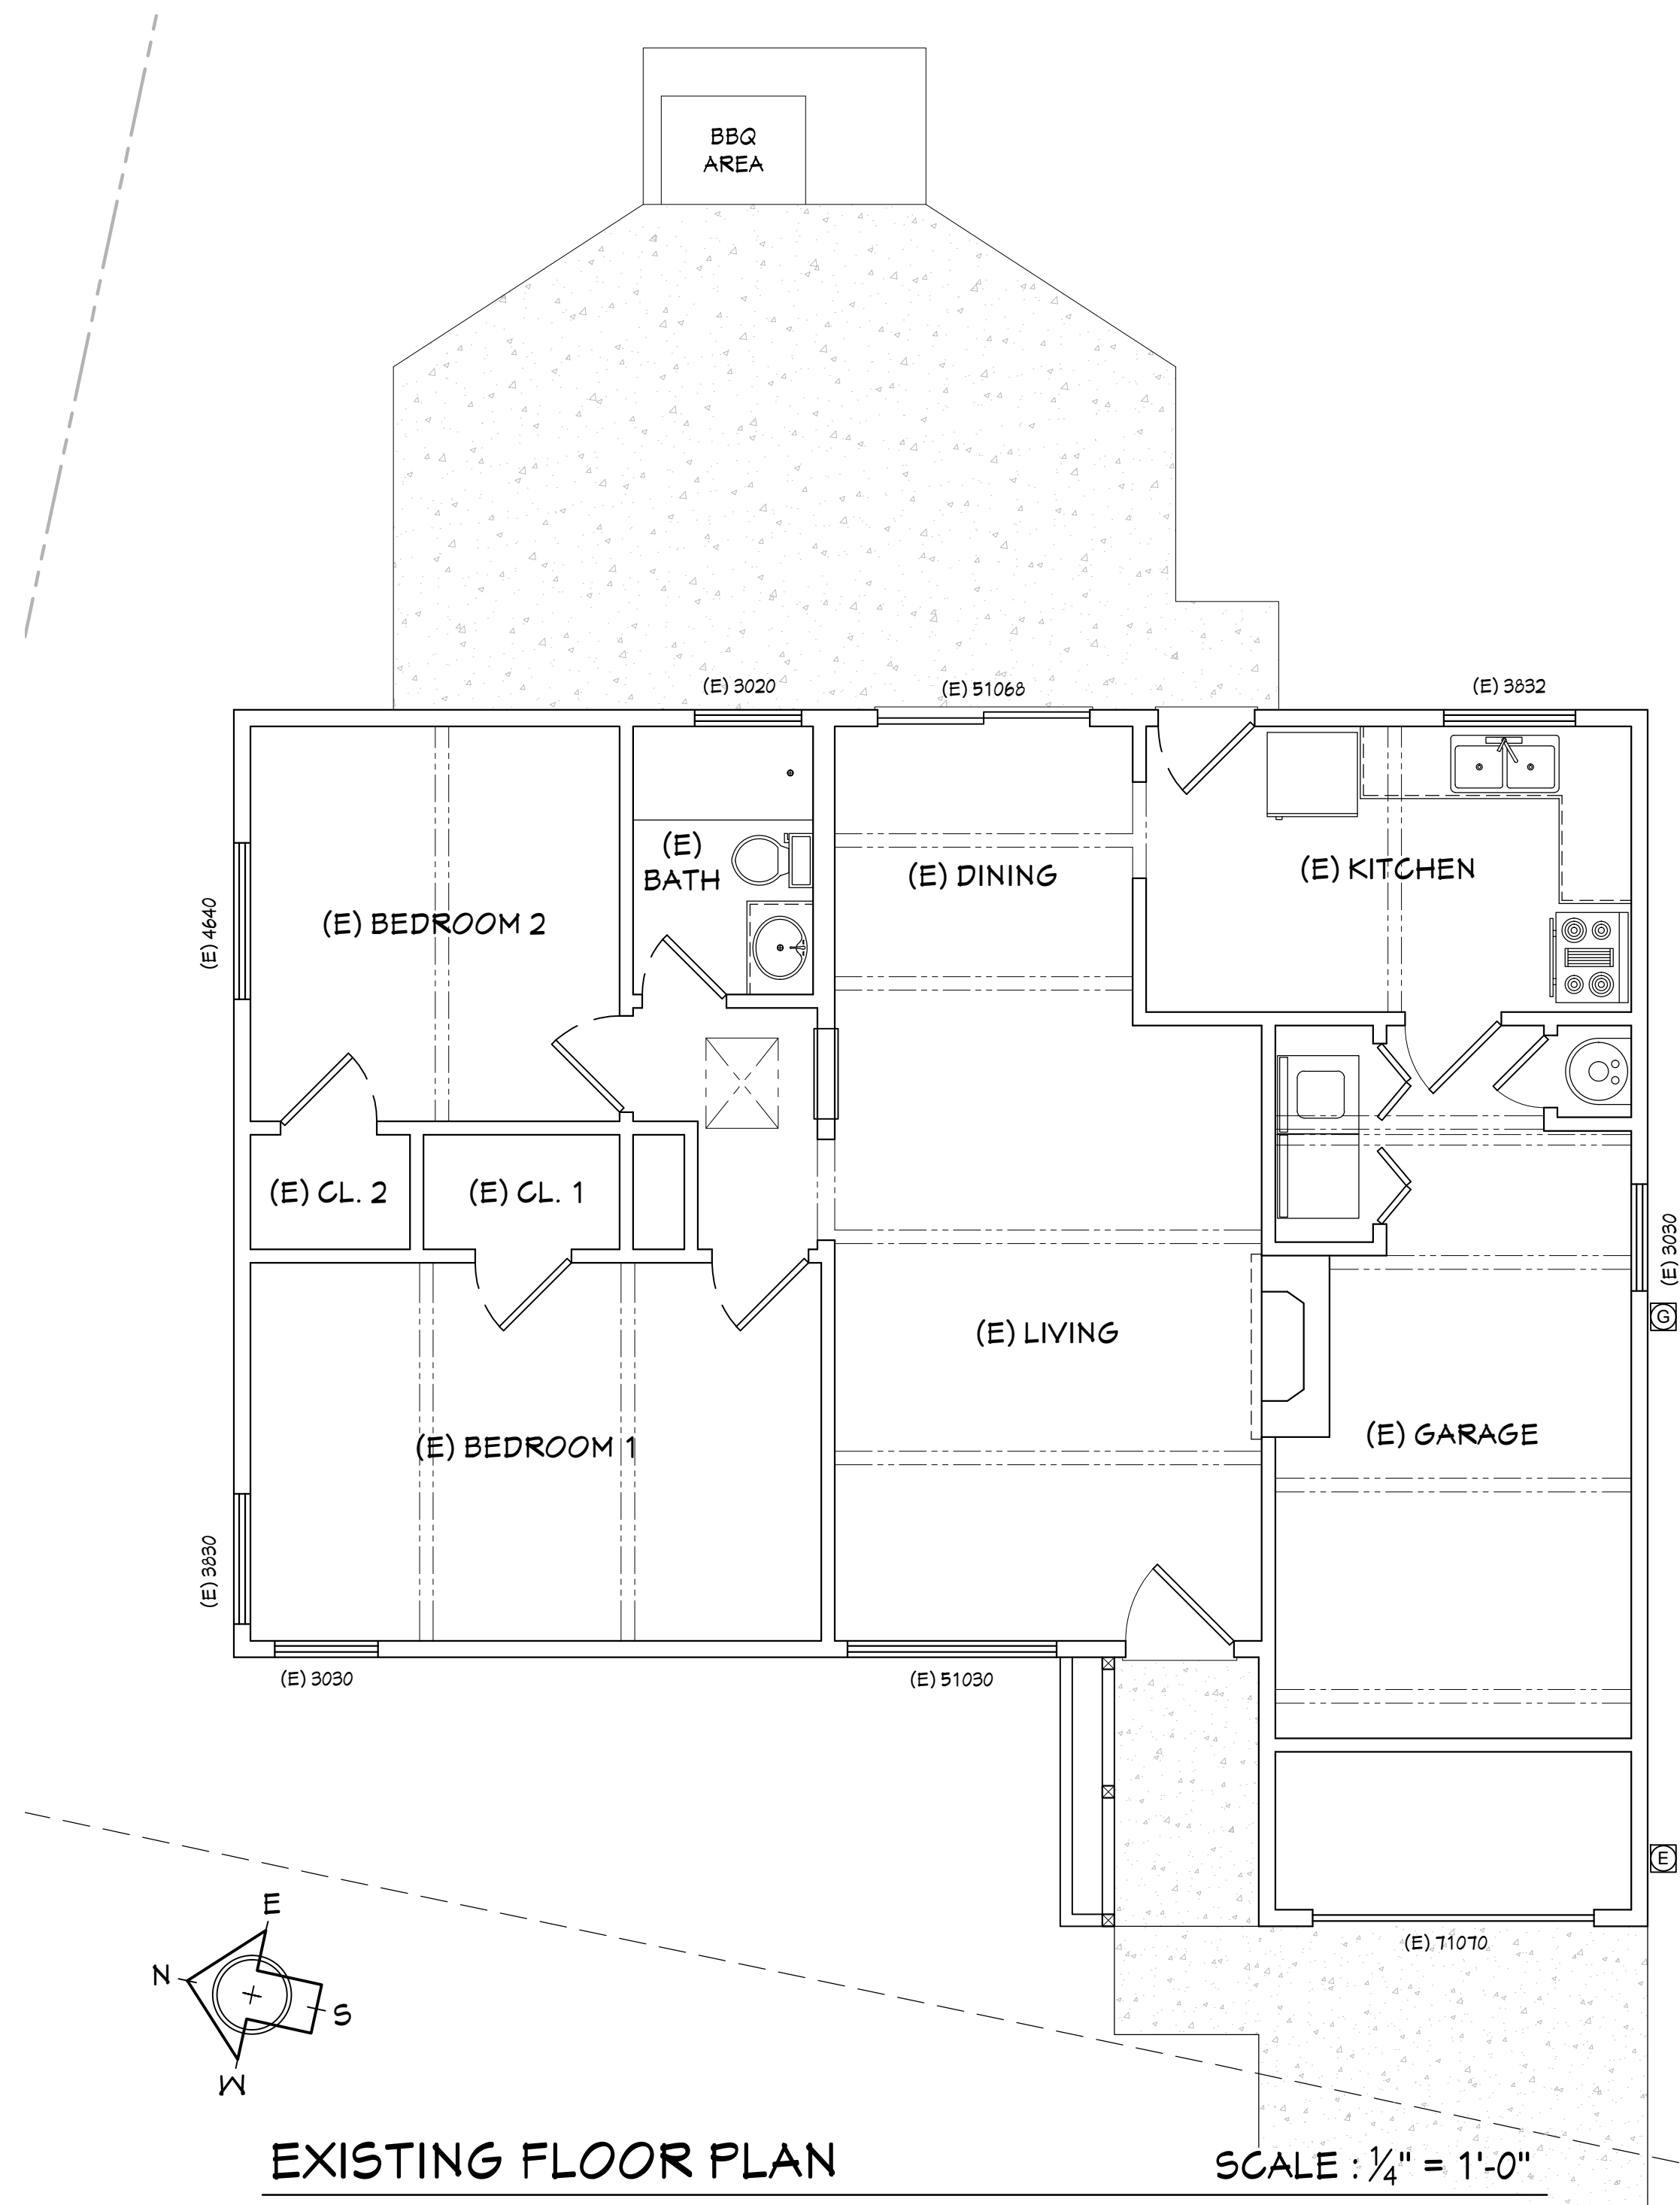 BBQ
AREA
(E) 3020
(E) 51068
(E) 3832
(E)
BATH
(E) DINING
(E) KITCHEN
(E) BEDROOM 2
(E) 4640
(E) CL. 2
(E) CL. 1
(E) 3030
G
(E) LIVING
(E) GARAGE
(E) BEDROOM 1
(E) 3830
(E) 3030
(E) 51030
E
(E) 71070
E
N
S
W
EXISTING FLOOR PLAN
SCALE : 1/4" = 1'-0"